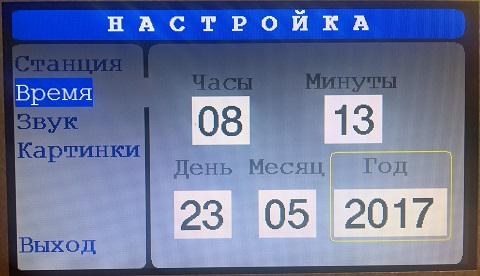 НАСТРОЙКА
Станция
Время
Звук
Картинки
Выход
Часы Минуты
08 13
День Месяц Год
23 05 2017